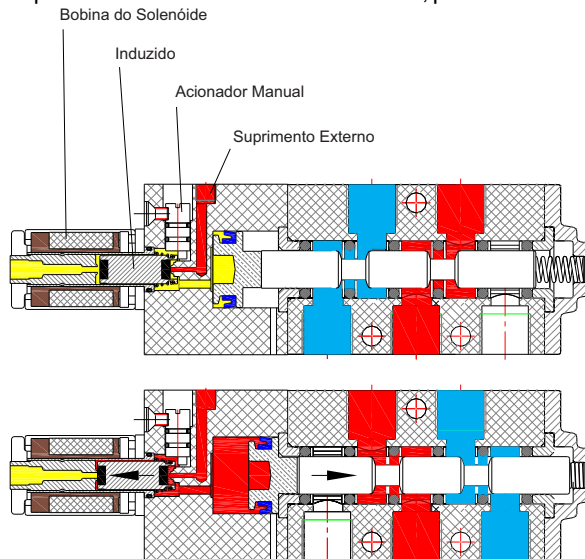 Bobina do Solenóide
Induzido
Acionador Manual
Suprimento Externo